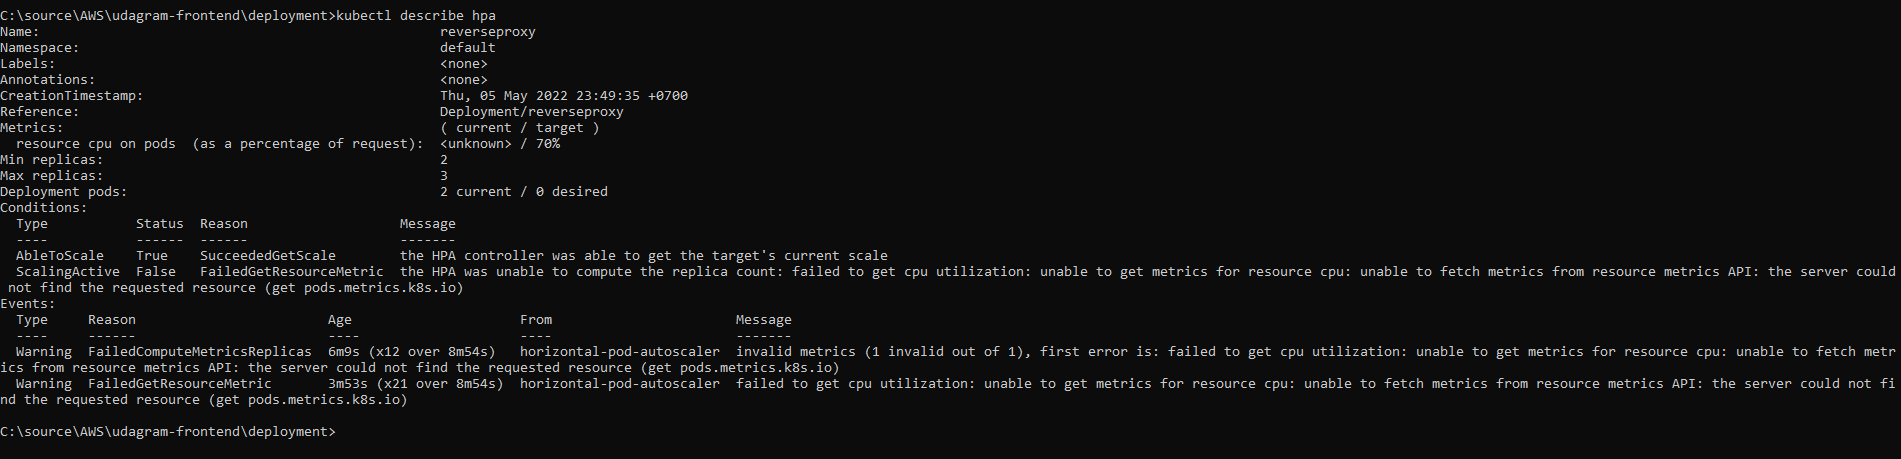 C:\source\AWS\udagram-frontend\deployment>kubectl describe hpa
Name:                                                  reverseproxy
Namespace:                                             default
Labels:                                                <none>
Annotations:                                           <none>
CreationTimestamp:                                     Thu, 05 May 2022 23:49:35 +0700
Reference:                                             Deployment/reverseproxy
Metrics:                                               ( current / target )
  resource cpu on pods  (as a percentage of request):  <unknown> / 70%
Min replicas:                                          2
Max replicas:                                          3
Deployment pods:                                       2 current / 0 desired
Conditions:
  Type           Status  Reason                   Message
  ----           ------  ------                   -------
  AbleToScale    True    SucceededGetScale        the HPA controller was able to get the target's current scale
  ScalingActive  False   FailedGetResourceMetric  the HPA was unable to compute the replica count: failed to get cpu utilization: unable to get metrics for resource cpu: unable to fetch metrics from resource metrics API: the server could
 not find the requested resource (get pods.metrics.k8s.io)
Events:
  Type     Reason                        Age                     From                       Message
  ----     ------                        ----                    ----                       -------
  Warning  FailedComputeMetricsReplicas  6m9s (x12 over 8m54s)   horizontal-pod-autoscaler  invalid metrics (1 invalid out of 1), first error is: failed to get cpu utilization: unable to get metrics for resource cpu: unable to fetch metr
ics from resource metrics API: the server could not find the requested resource (get pods.metrics.k8s.io)
  Warning  FailedGetResourceMetric       3m53s (x21 over 8m54s)  horizontal-pod-autoscaler  failed to get cpu utilization: unable to get metrics for resource cpu: unable to fetch metrics from resource metrics API: the server could not fi
nd the requested resource (get pods.metrics.k8s.io)
C:\source\AWS\udagram-frontend\deployment>